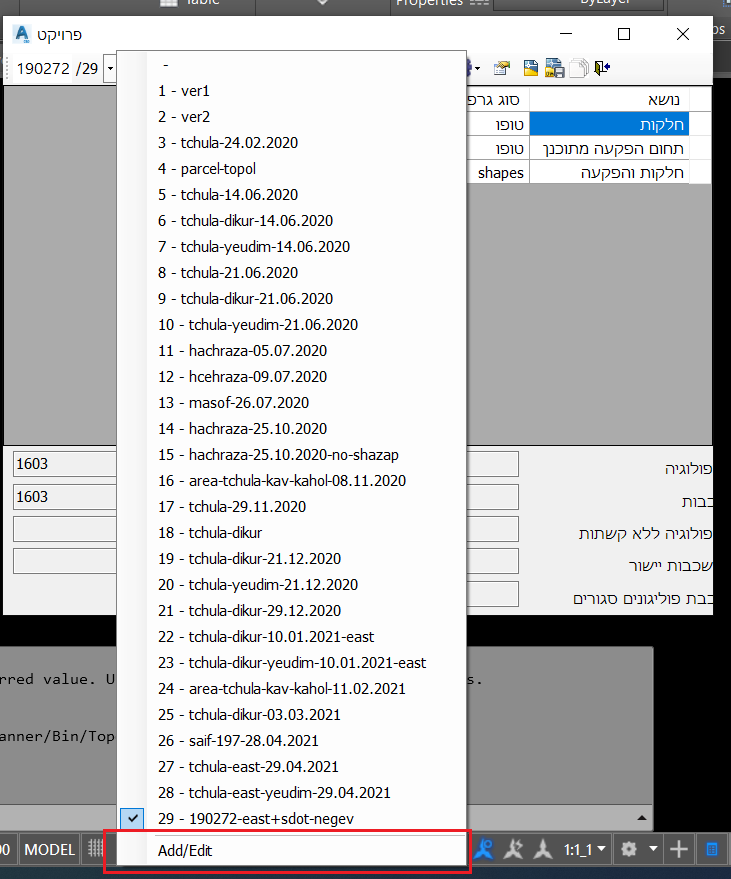 Table
Properties
ByLayer
פרויקט
190272 /29
נושא סוג גרפ
חלקות טופו
תחום הפקעה מתוכנן טופו
חלקות והפקעה shapes
-
1 - ver1
2 - ver2
3 - tchula-24.02.2020
4 - parcel-topol
5 - tchula-14.06.2020
6 - tchula-dikur-14.06.2020
7 - tchula-yeudim-14.06.2020
8 - tchula-21.06.2020
9 - tchula-dikur-21.06.2020
10 - tchula-yeudim-21.06.2020
11 - hachraza-05.07.2020
12 - hcehraza-09.07.2020
13 - masof-26.07.2020
14 - hachraza-25.10.2020
15 - hachraza-25.10.2020-no-shazap
16 - area-tchula-kav-kahol-08.11.2020
17 - tchula-29.11.2020
18 - tchula-dikur
19 - tchula-dikur-21.12.2020
20 - tchula-yeudim-21.12.2020
21 - tchula-dikur-29.12.2020
22 - tchula-dikur-10.01.2021-east
23 - tchula-dikur-yeudim-10.01.2021-east
24 - area-tchula-kav-kahol-11.02.2021
25 - tchula-dikur-03.03.2021
26 - saif-197-28.04.2021
27 - tchula-east-29.04.2021
28 - tchula-east-yeudim-29.04.2021
29 - 190272-east+sdot-negev
Add/Edit
פולוגיה 1603
כבות 1603
פולוגיה ללא קשתות
שכבות יישור
כבת פוליגונים סגורים
rred value. U s.
anner/Bin/Top
00 MODEL 1:1_1